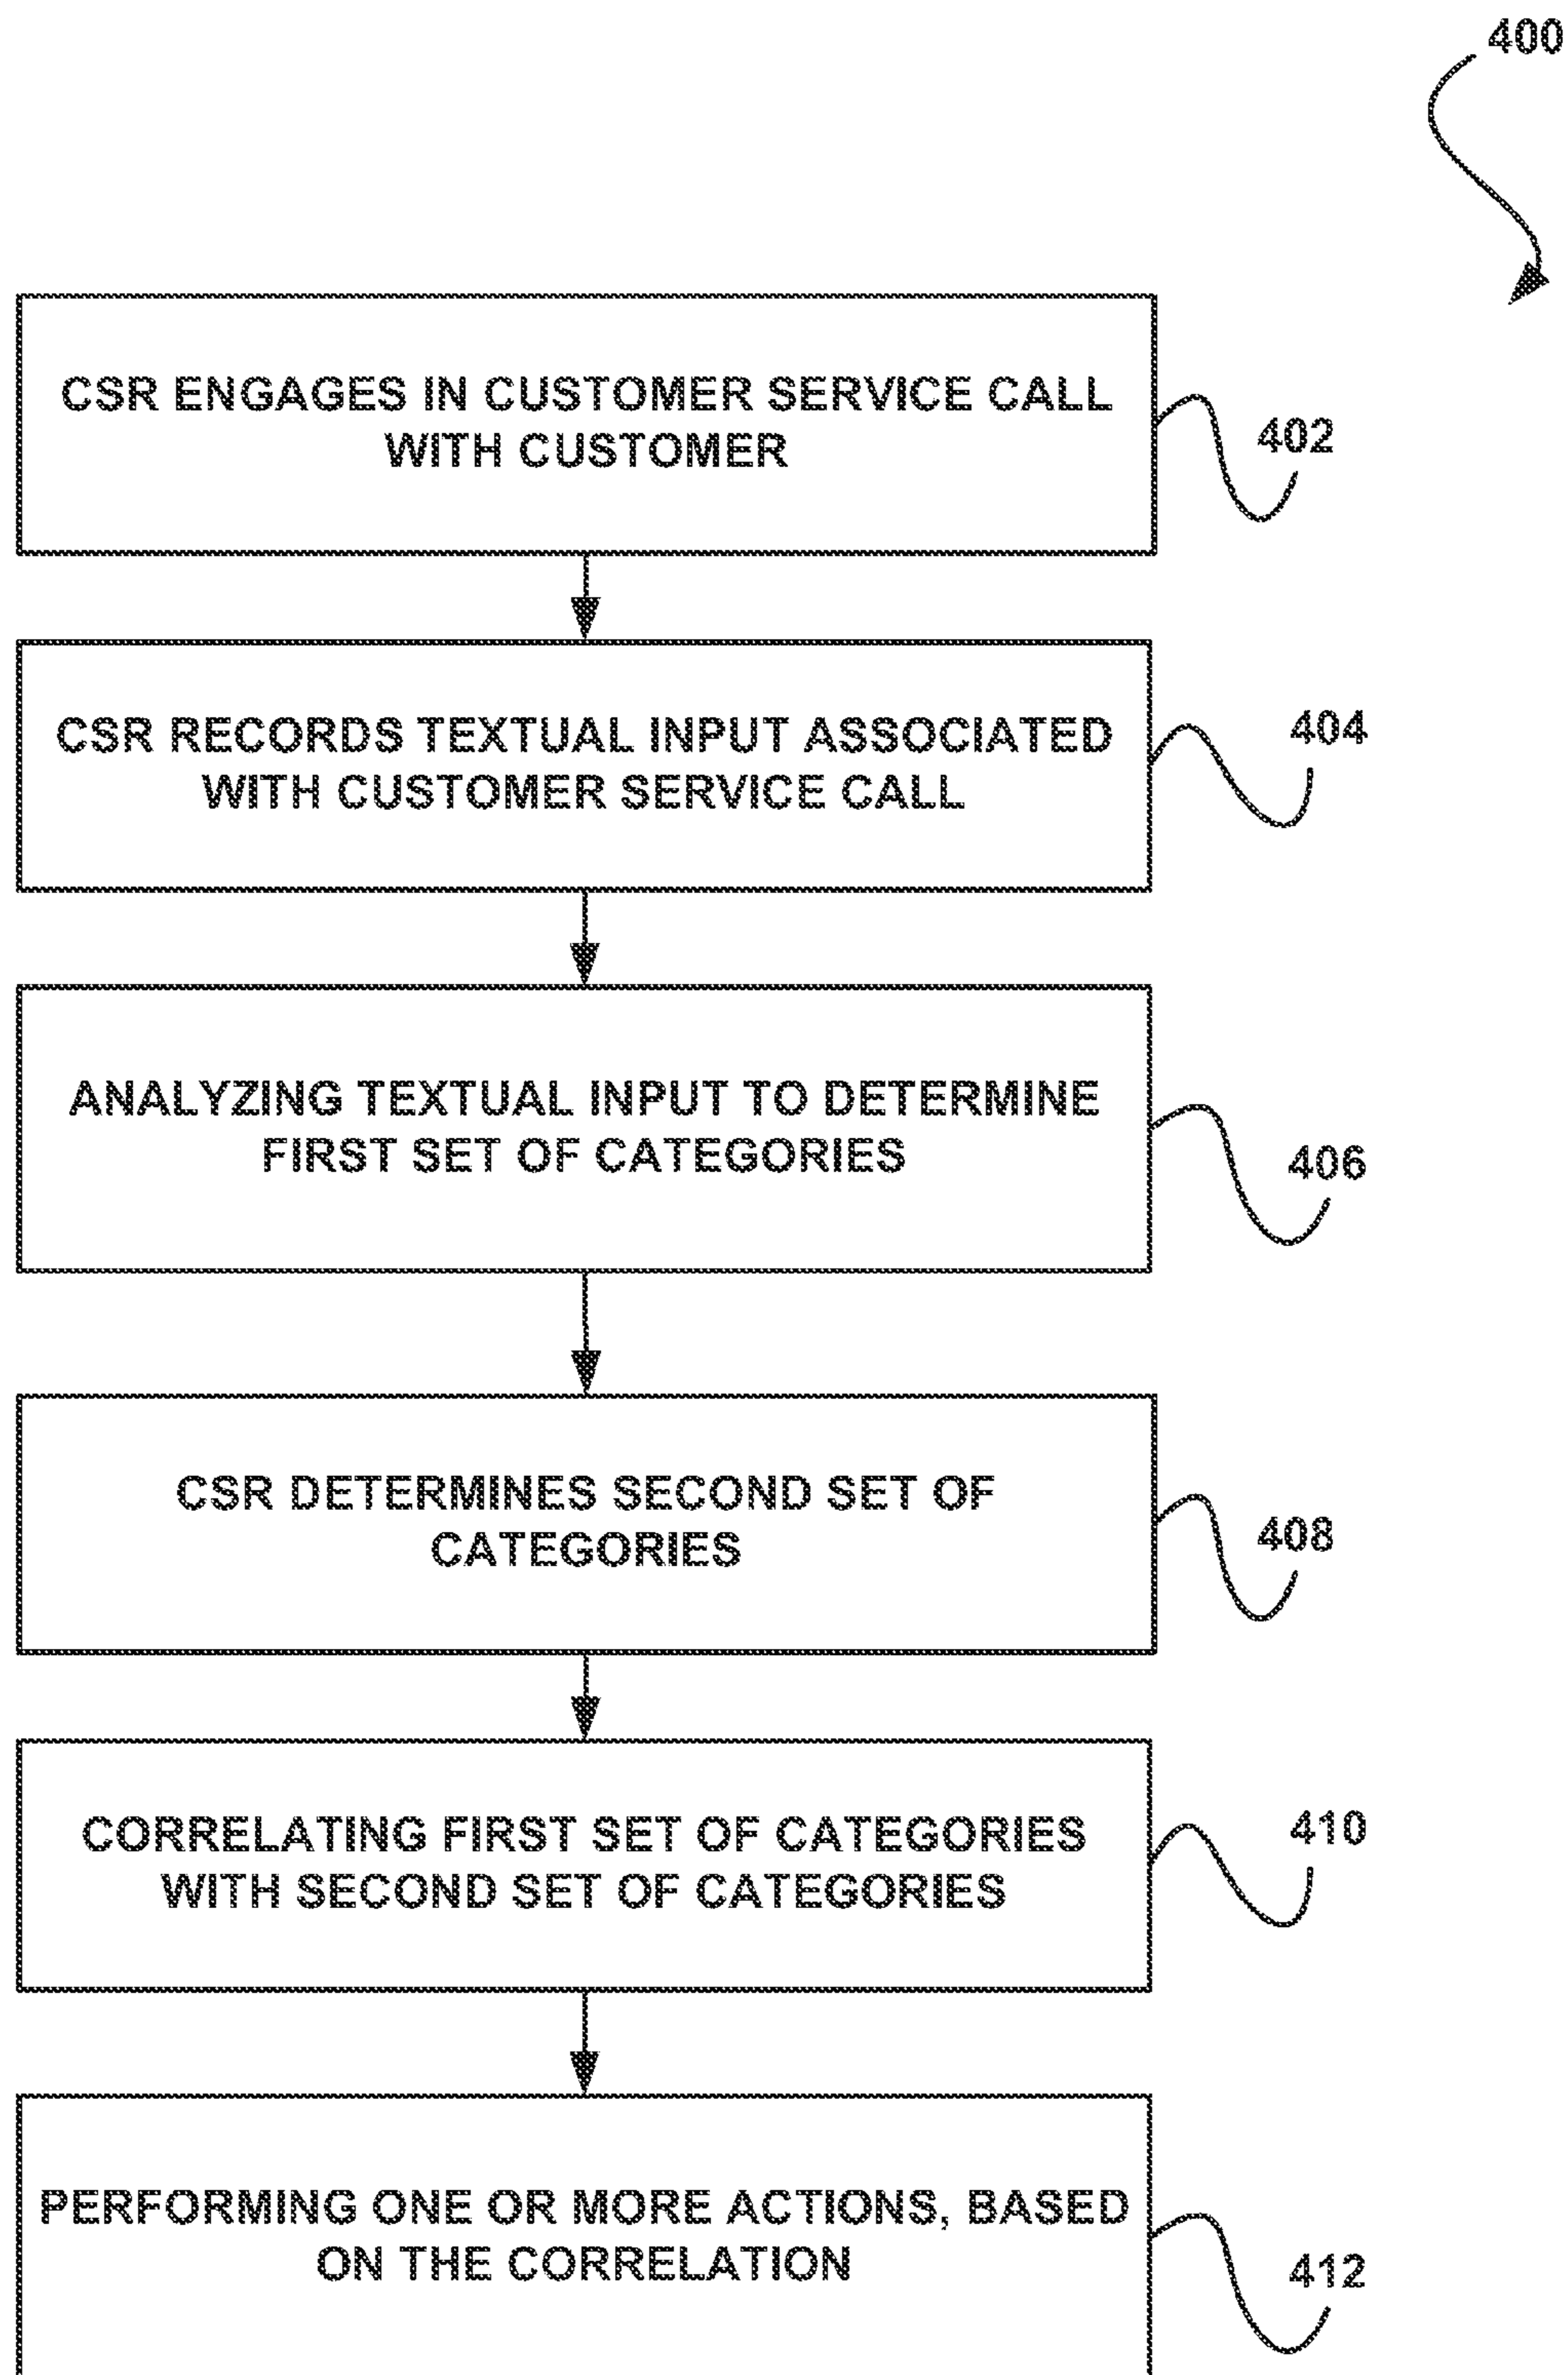 400
CSR ENGAGES IN CUSTOMER SERVICE CALL
WITH CUSTOMER
402
CSR RECORDS TEXTUAL INPUT ASSOCIATED
WITH CUSTOMER SERVICE CALL
404
ANALYZING TEXTUAL INPUT TO DETERMINE
FIRST SET OF CATEGORIES
406
CSR DETERMINES SECOND SET OF
CATEGORIES
408
CORRELATING FIRST SET OF CATEGORIES
WITH SECOND SET OF CATEGORIES
410
PERFORMING ONE OR MORE ACTIONS, BASED
ON THE CORRELATION
412